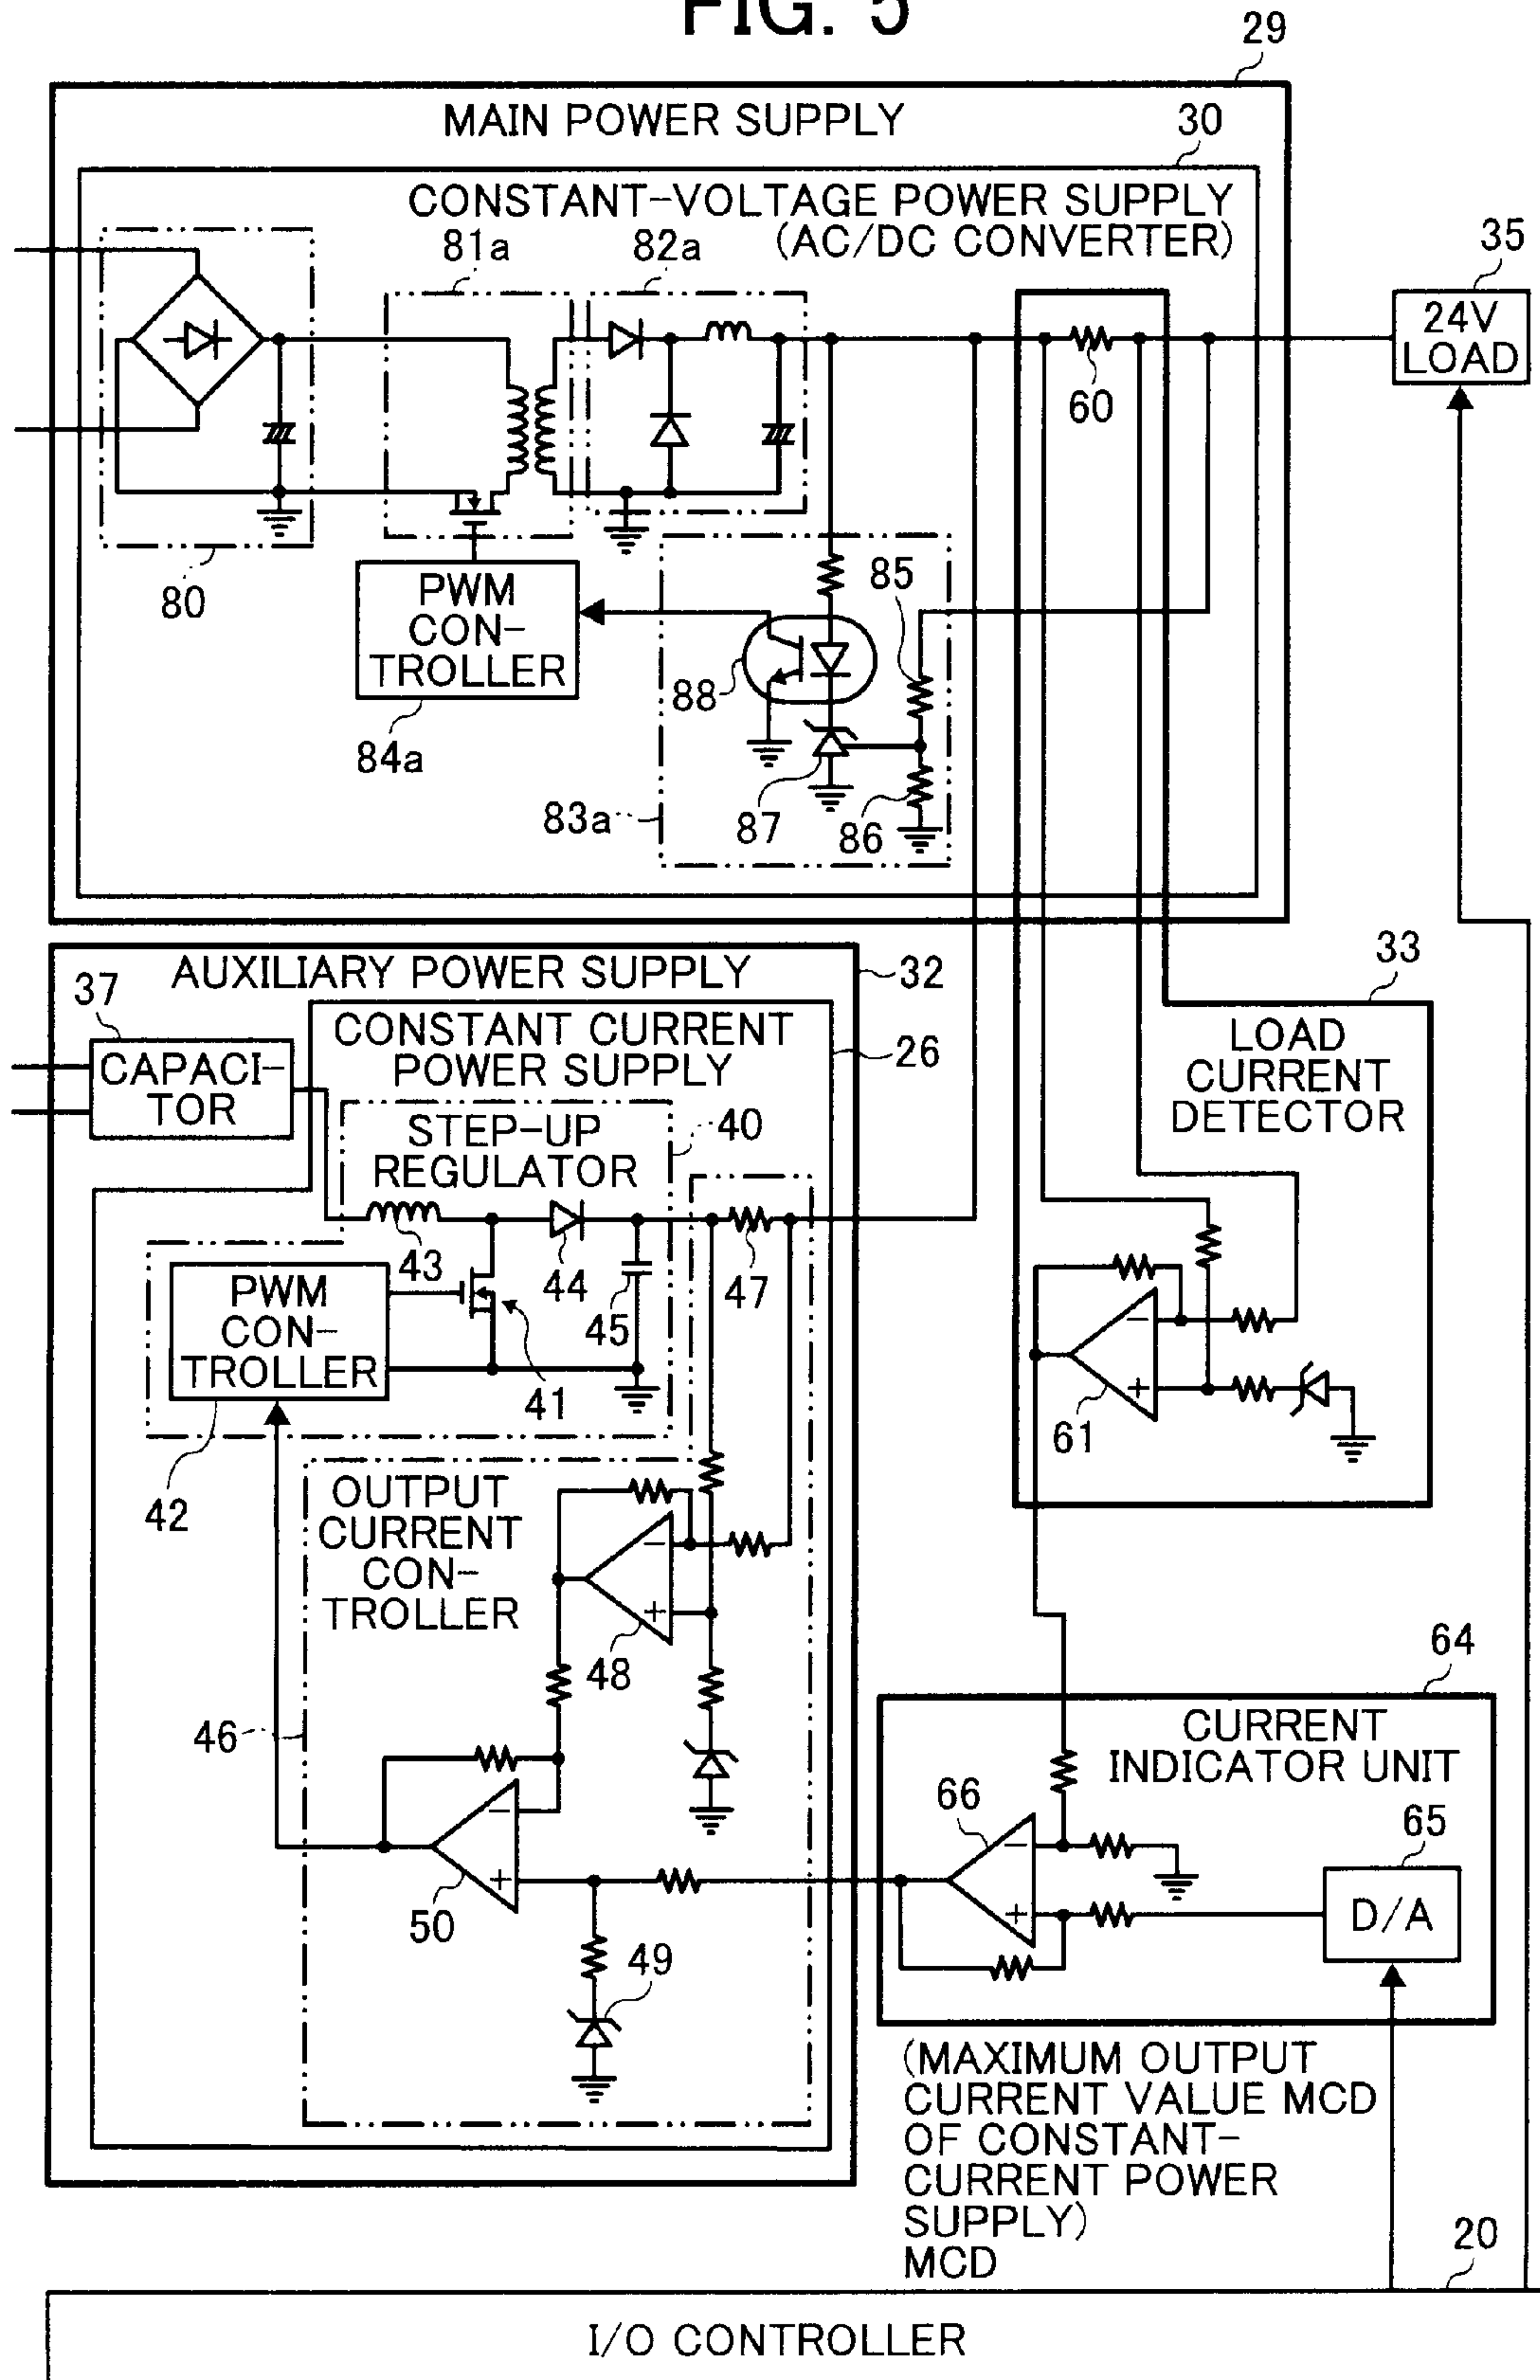 FIG. 5
29
MAIN POWER SUPPLY
30
CONSTANT-VOLTAGE POWER SUPPLY
(AC/DC CONVERTER)
81a
82a
35
24V
LOAD
60
80
PWM
CON-
TROLLER
84a
85
88
83a
87
86
AUXILIARY POWER SUPPLY
32
37
CAPACI-
TOR
CONSTANT CURRENT
POWER SUPPLY
26
33
LOAD
CURRENT
DETECTOR
STEP-UP
REGULATOR
40
43
44
45
47
PWM
CON-
TROLLER
41
42
-
+
61
OUTPUT
CURRENT
CON-
TROLLER
-
+
48
46
-
+
50
49
64
CURRENT
INDICATOR UNIT
66
-
+
65
D/A
(MAXIMUM OUTPUT
CURRENT VALUE MCD
OF CONSTANT-
CURRENT POWER
SUPPLY)
MCD
20
I/O CONTROLLER